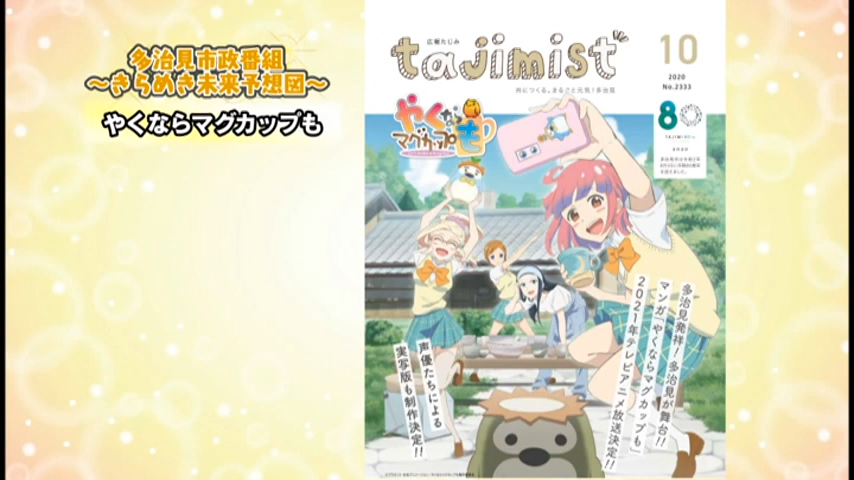 多治見市政番組
～きらめき未来予想図～
やくならマグカップも
広報たじみ
tajimist
共につくる。まるごと元気！多治見
10
2020
No.2333
80
やくなら
マグカップも
多治見発祥！多治見が舞台！！
マンガ「やくならマグカップも」
2021年テレビアニメ放送決定！！
声優たちによる
実写版も制作決定！！